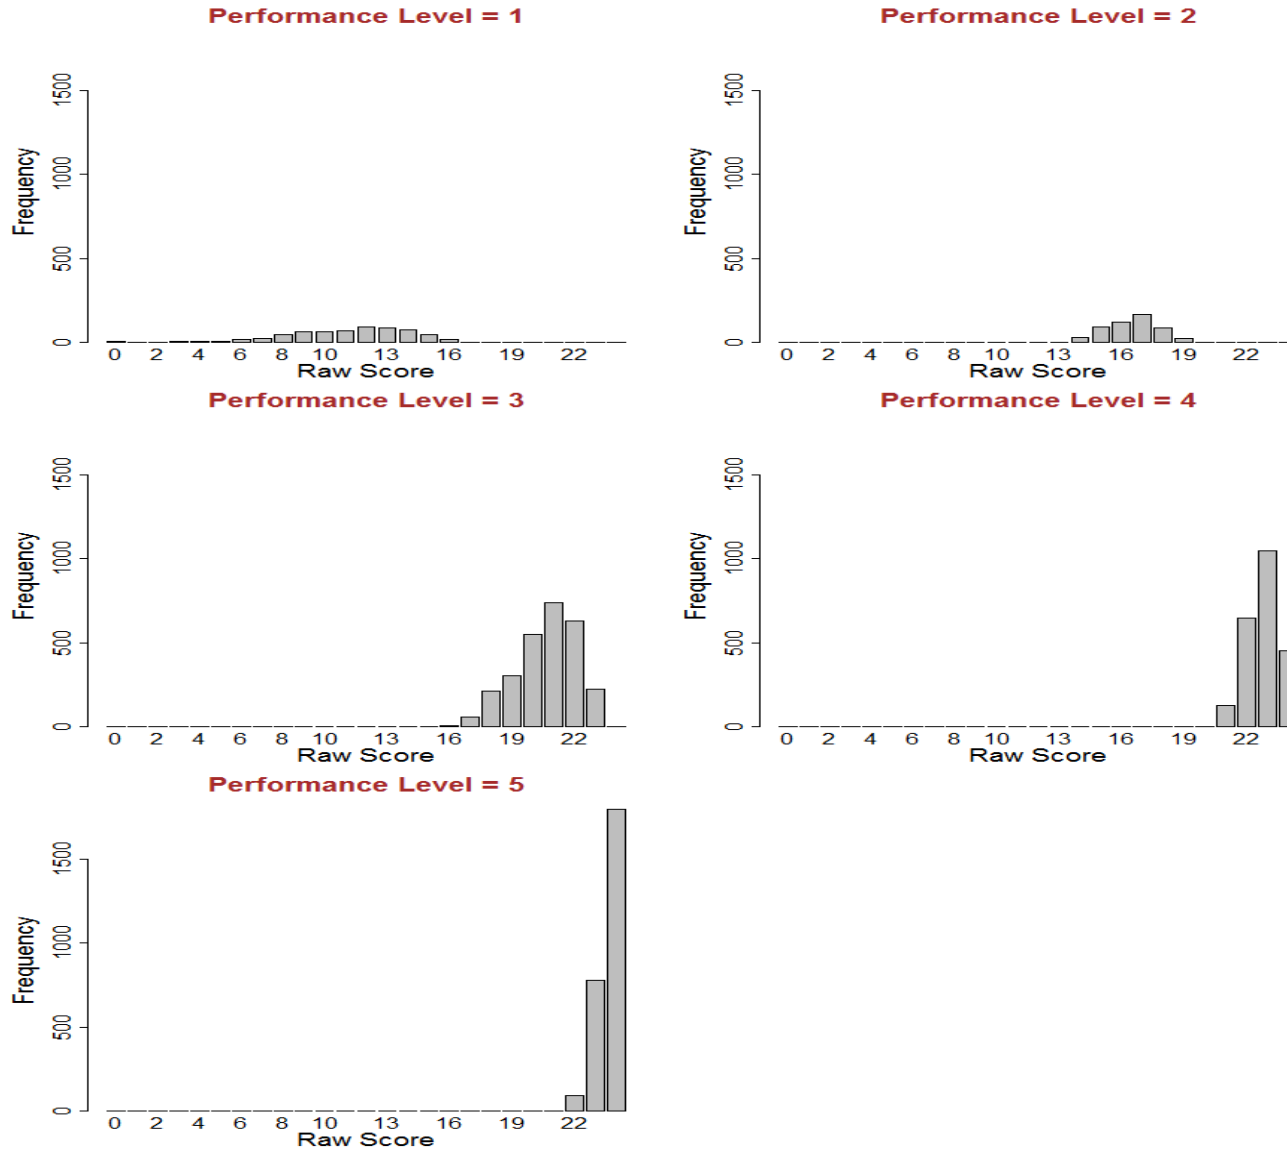 Performance Level = 1
Frequency
0 500 1000 1500
0 2 4 6 8 10 13 16 19 22
Raw Score
Performance Level = 2
Frequency
0 500 1000 1500
0 2 4 6 8 10 13 16 19 22
Raw Score
Performance Level = 3
Frequency
0 500 1000 1500
0 2 4 6 8 10 13 16 19 22
Raw Score
Performance Level = 4
Frequency
0 500 1000 1500
0 2 4 6 8 10 13 16 19 22
Raw Score
Performance Level = 5
Frequency
0 500 1000 1500
0 2 4 6 8 10 13 16 19 22
Raw Score